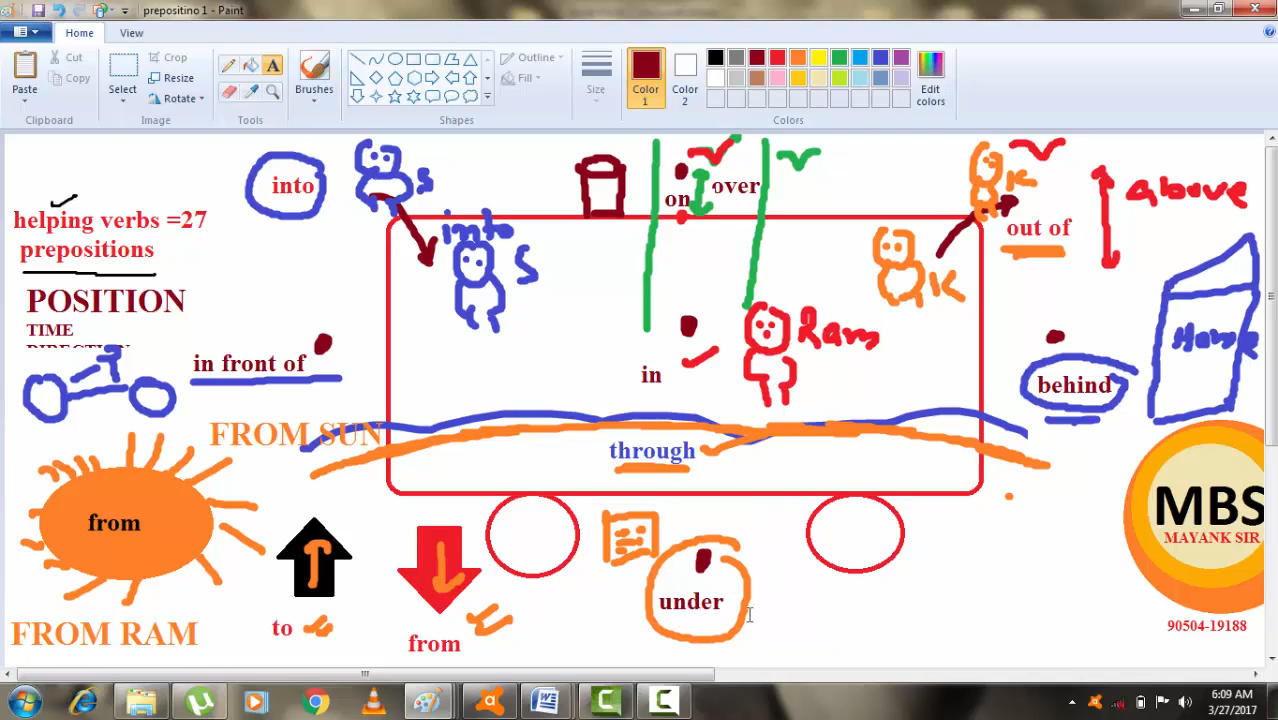 prepositino 1 - Paint
Home
View
Paste
Cut
Copy
Clipboard
Select
Crop
Resize
Rotate
Image
Tools
Brushes
Shapes
Outline
Fill
Size
Color 1
Color 2
Edit colors
Colors
into
S
on
over
K
above
helping verbs =27
prepositions
into
S
K
out of
POSITION
TIME
DIRECTION
in front of
in
Ram
behind
FROM SUN
through
from
MBS
MAYANK SIR
under
to
from
FROM RAM
90504-19188
6:09 AM
3/27/2017